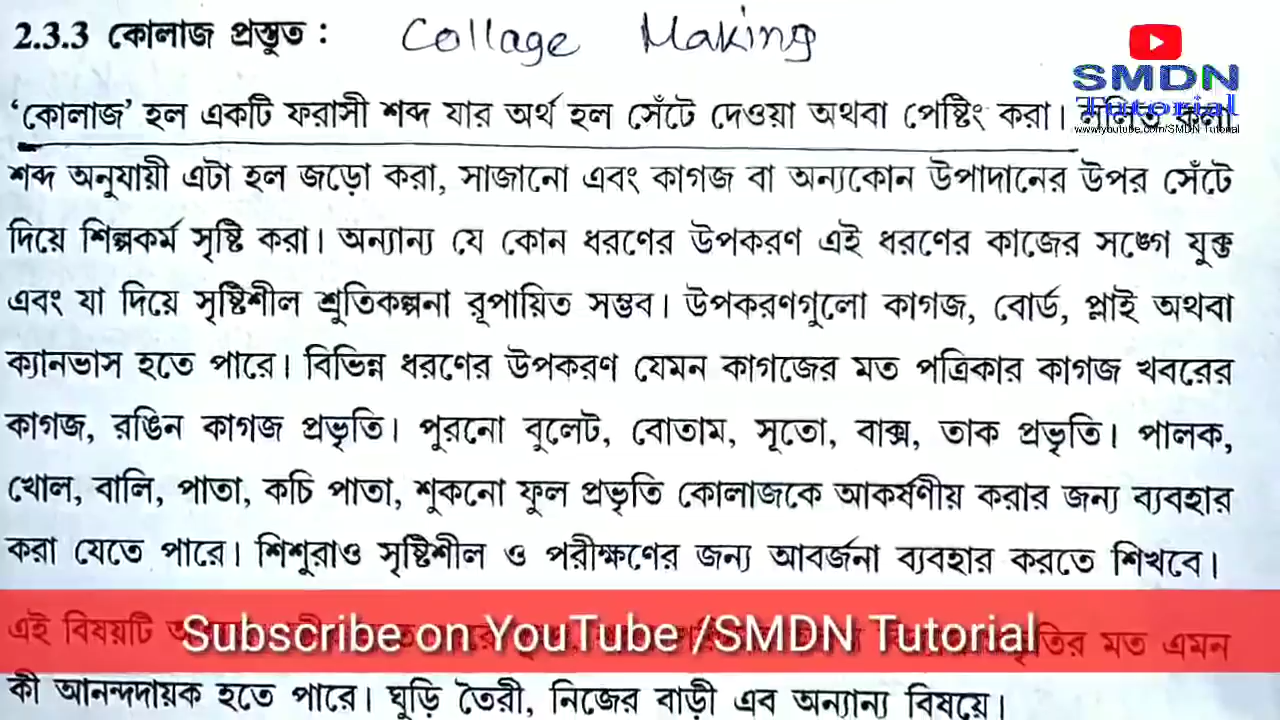 2.3.3 কোলাজ প্রস্তুত : Collage Making
SMDN
Tutorial
www.youtube.com/SMDN Tutorial
‘কোলাজ’ হল একটি ফরাসী শব্দ যার অর্থ হল সেঁটে দেওয়া অথবা পেষ্টিং করা।
শব্দ অনুযায়ী এটা হল জড়ো করা, সাজানো এবং কাগজ বা অন্যকোন উপাদানের উপর সেঁটে
দিয়ে শিল্পকর্ম সৃষ্টি করা। অন্যান্য যে কোন ধরণের উপকরণ এই ধরণের কাজের সঙ্গে যুক্ত
এবং যা দিয়ে সৃষ্টিশীল শ্রুতিকল্পনা রূপায়িত সম্ভব। উপকরণগুলো কাগজ, বোর্ড, প্লাই অথবা
ক্যানভাস হতে পারে। বিভিন্ন ধরণের উপকরণ যেমন কাগজের মত পত্রিকার কাগজ খবরের
কাগজ, রঙিন কাগজ প্রভৃতি। পুরনো বুলেট, বোতাম, সূতো, বাক্স, তাক প্রভৃতি। পালক,
খোল, বালি, পাতা, কচি পাতা, শুকনো ফুল প্রভৃতি কোলাজকে আকর্ষণীয় করার জন্য ব্যবহার
করা যেতে পারে। শিশুরাও সৃষ্টিশীল ও পরীক্ষণের জন্য আবর্জনা ব্যবহার করতে শিখবে।
এই বিষয়টি মত এমন
Subscribe on YouTube /SMDN Tutorial
কী আনন্দদায়ক হতে পারে। ঘুড়ি তৈরী, নিজের বাড়ী এব অন্যান্য বিষয়ে।